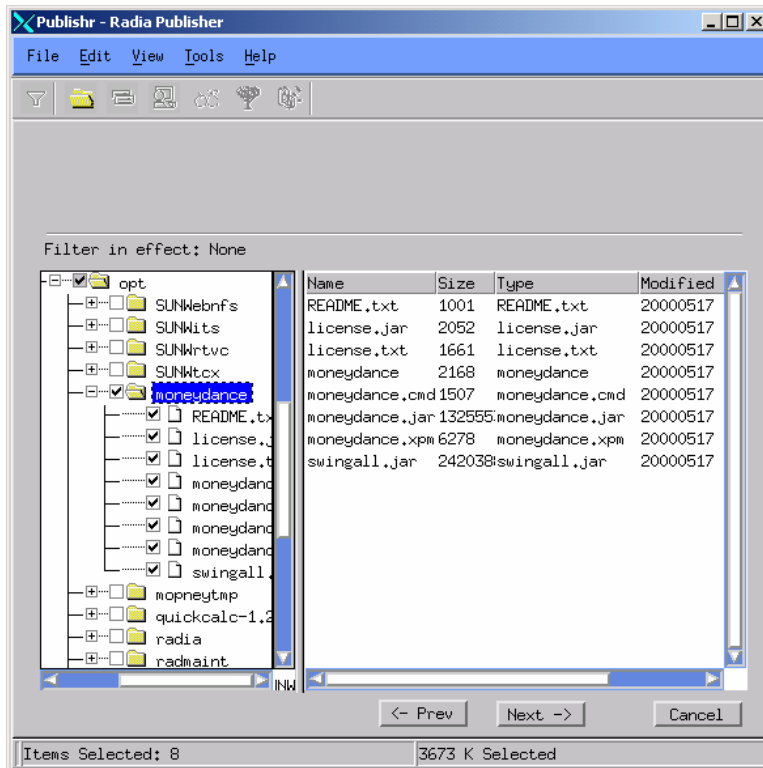 Publishr - Radia Publisher
File Edit View Tools Help
Filter in effect: None
opt
SUNWebnfs
SUNWits
SUNWrtvc
SUNWtcx
moneydance
README.tx
license.j
license.t
moneydanc
moneydanc
moneydanc
moneydanc
swingall.
mopneytmp
quickcalc-1.2
radia
radmaint
INW
Name Size Type Modified
README.txt 1001 README.txt 20000517
license.jar 2052 license.jar 20000517
license.txt 1661 license.txt 20000517
moneydance 2168 moneydance 20000517
moneydance.cmd 1507 moneydance.cmd 20000517
moneydance.jar 132555 moneydance.jar 20000517
moneydance.xpm 6278 moneydance.xpm 20000517
swingall.jar 242038 swingall.jar 20000517
<- Prev Next -> Cancel
Items Selected: 8 3673 K Selected